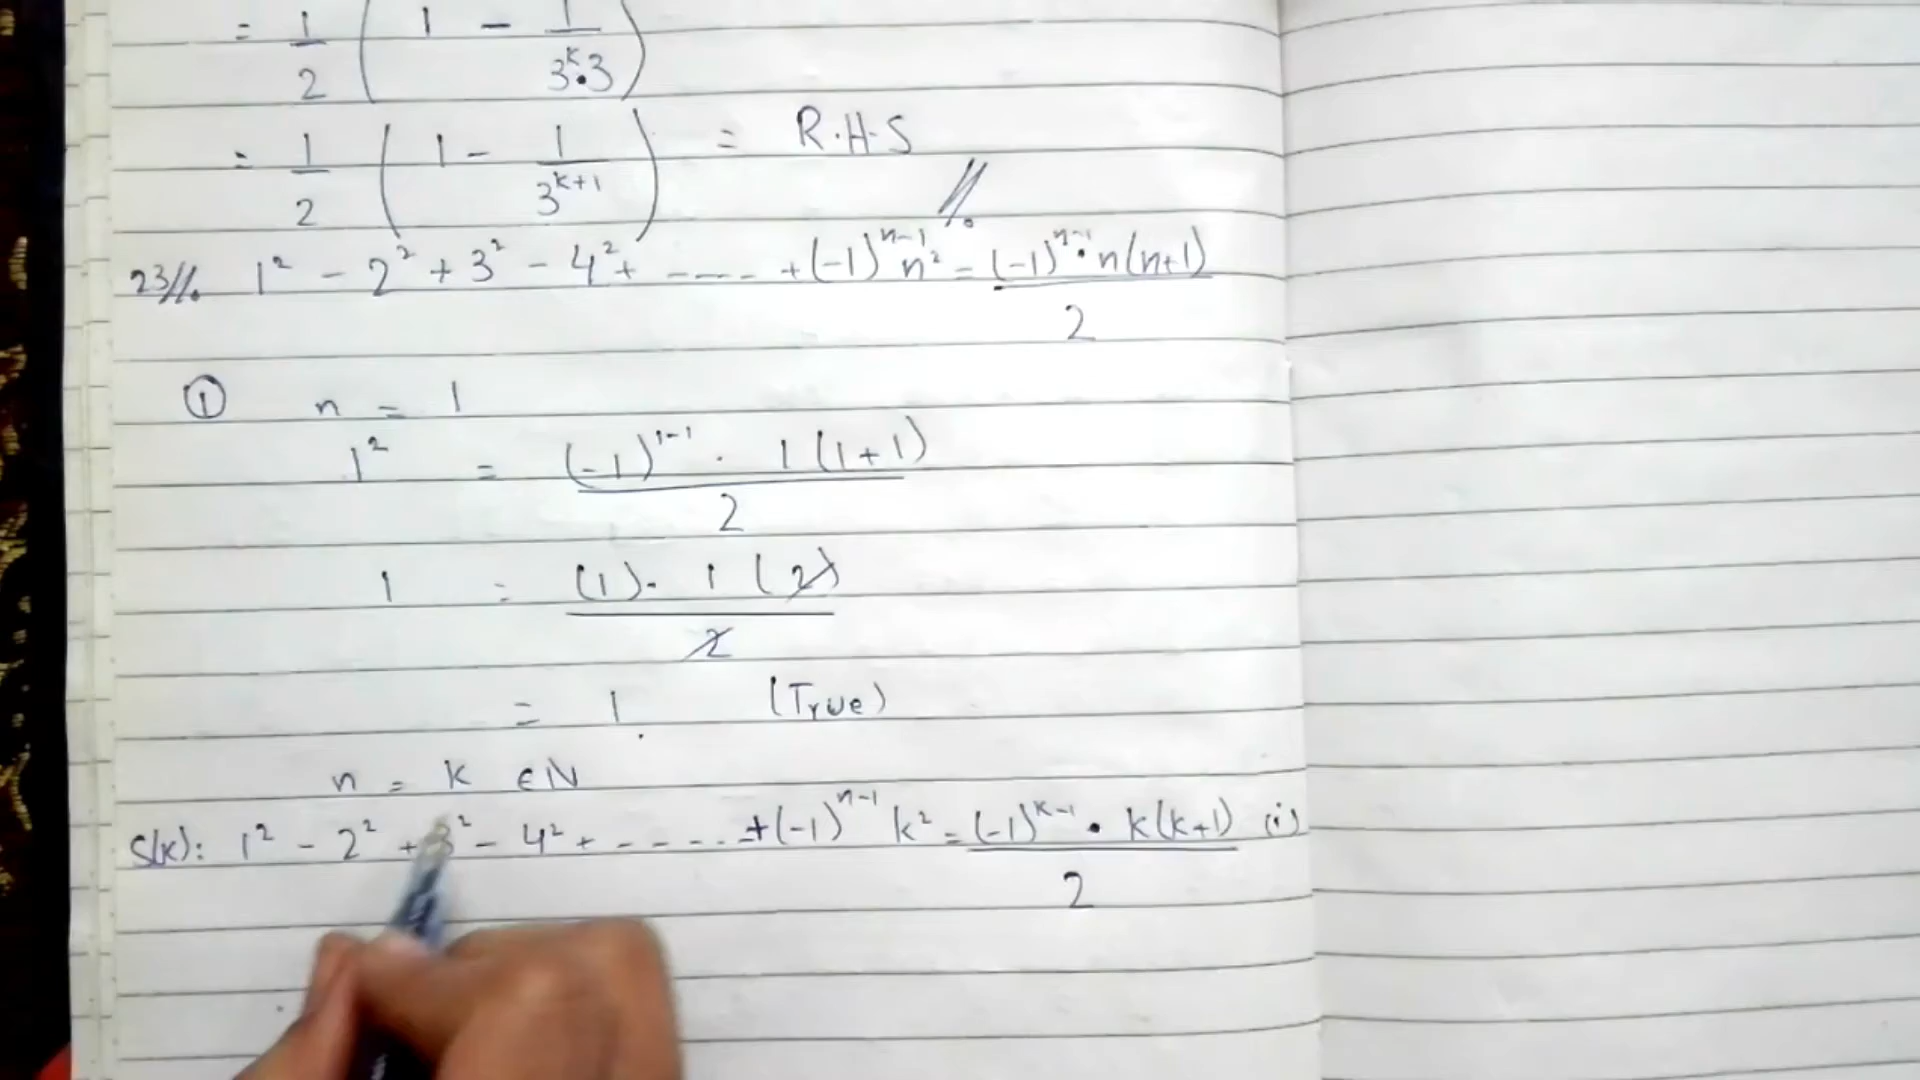 = 1/2 ( 1 - 1/3^k·3 )
= 1/2 ( 1 - 1/3^(k+1) ) = R.H.S //.
23//. 1² - 2² + 3² - 4² + ---- + (-1)^(n-1) n² = (-1)^(n-1) · n(n+1) / 2
① n = 1
1² = (-1)^(1-1) · 1(1+1) / 2
1 = (1) · 1 (2) / 2
= 1 (True)
n = k ∈ N
S(k): 1² - 2² + 3² - 4² + ----- + (-1)^(n-1) k² = (-1)^(k-1) · k(k+1) / 2 (i)